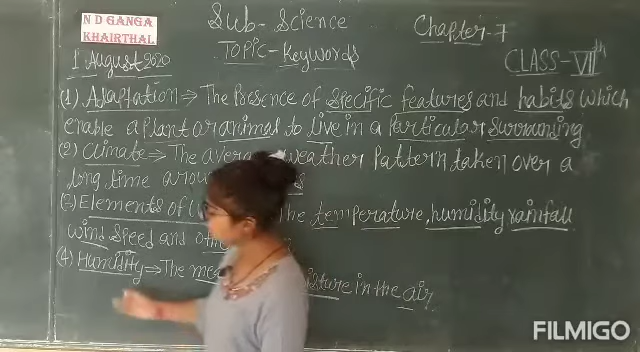 N D GANGA
KHAIRTHAL
Sub- Science
Chapter-7
TOPIC- Keywords
1 August 2020
CLASS-VIIth
(1) Adaptation ⇒ The Presence of specific features and habits which
enable a plant or animal to live in a particular surrounding
(2) Climate ⇒ The average weather Pattern taken over a
long time
(3) Elements of The temperature, humidity rainfall
wind speed and
(4) Humidity ⇒ The in the air
FILMIGO